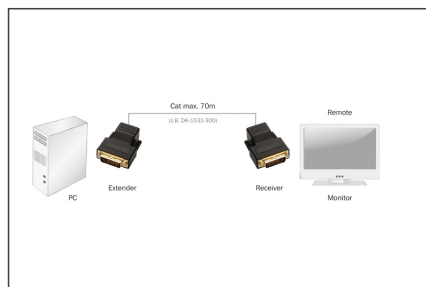 Cat max. 70m
(z.B. DK-1531-300)
Remote
Extender
Receiver
PC
Monitor